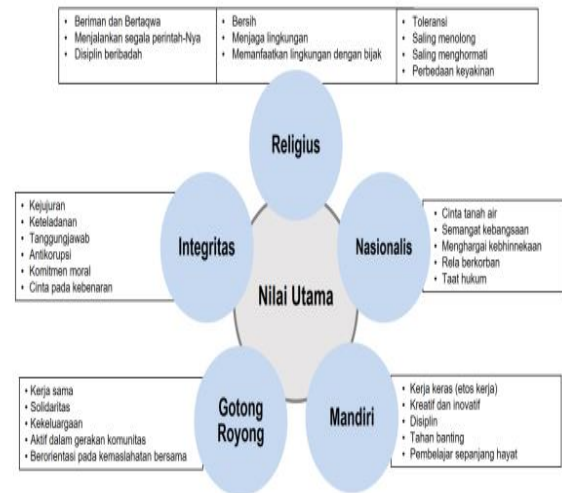 • Beriman dan Bertaqwa
• Menjalankan segala perintah-Nya
• Disiplin beribadah
• Bersih
• Menjaga lingkungan
• Memanfaatkan lingkungan dengan bijak
• Toleransi
• Saling menolong
• Saling menghormati
• Perbedaan keyakinan
Religius
• Kejujuran
• Keteladanan
• Tanggungjawab
• Antikorupsi
• Komitmen moral
• Cinta pada kebenaran
Integritas
Nasionalis
• Cinta tanah air
• Semangat kebangsaan
• Menghargai kebhinnekaan
• Rela berkorban
• Taat hukum
Nilai Utama
• Kerja sama
• Solidaritas
• Kekeluargaan
• Aktif dalam gerakan komunitas
• Berorientasi pada kemaslahatan bersama
Gotong
Royong
Mandiri
• Kerja keras (etos kerja)
• Kreatif dan inovatif
• Disiplin
• Tahan banting
• Pembelajar sepanjang hayat